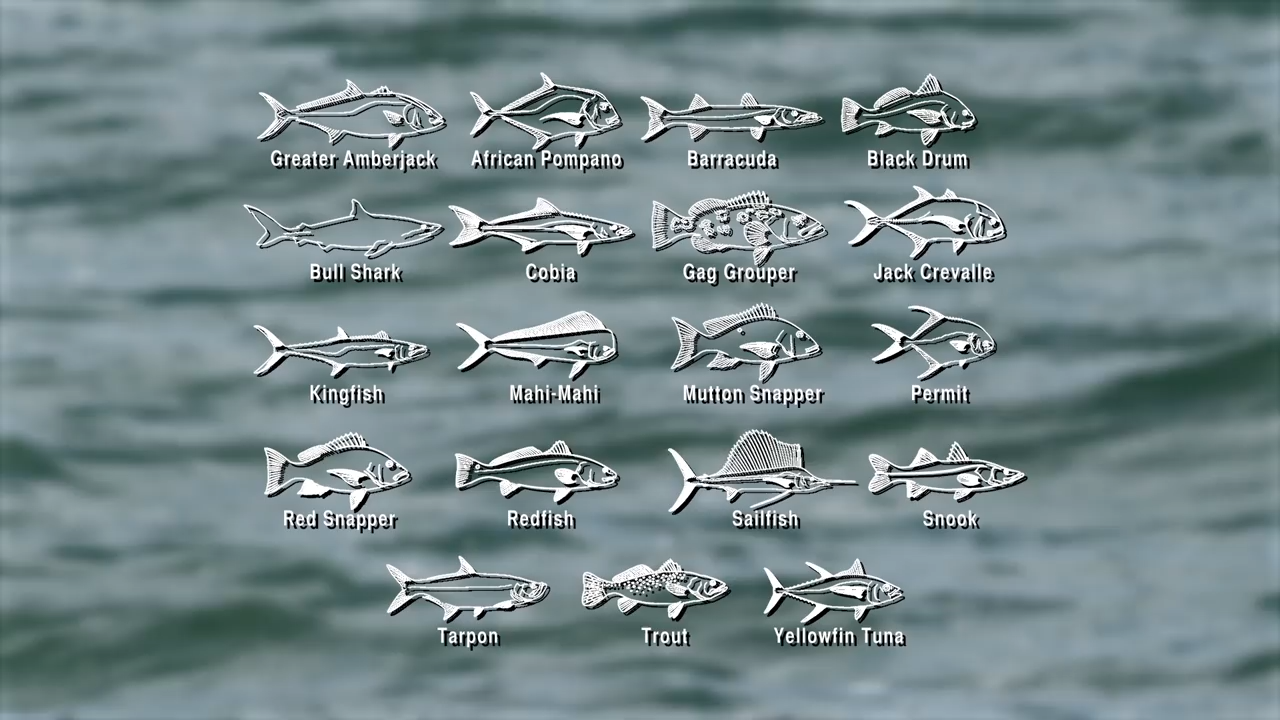 Greater Amberjack African Pompano Barracuda Black Drum
Bull Shark Cobia Gag Grouper Jack Crevalle
Kingfish Mahi-Mahi Mutton Snapper Permit
Red Snapper Redfish Sailfish Snook
Tarpon Trout Yellowfin Tuna